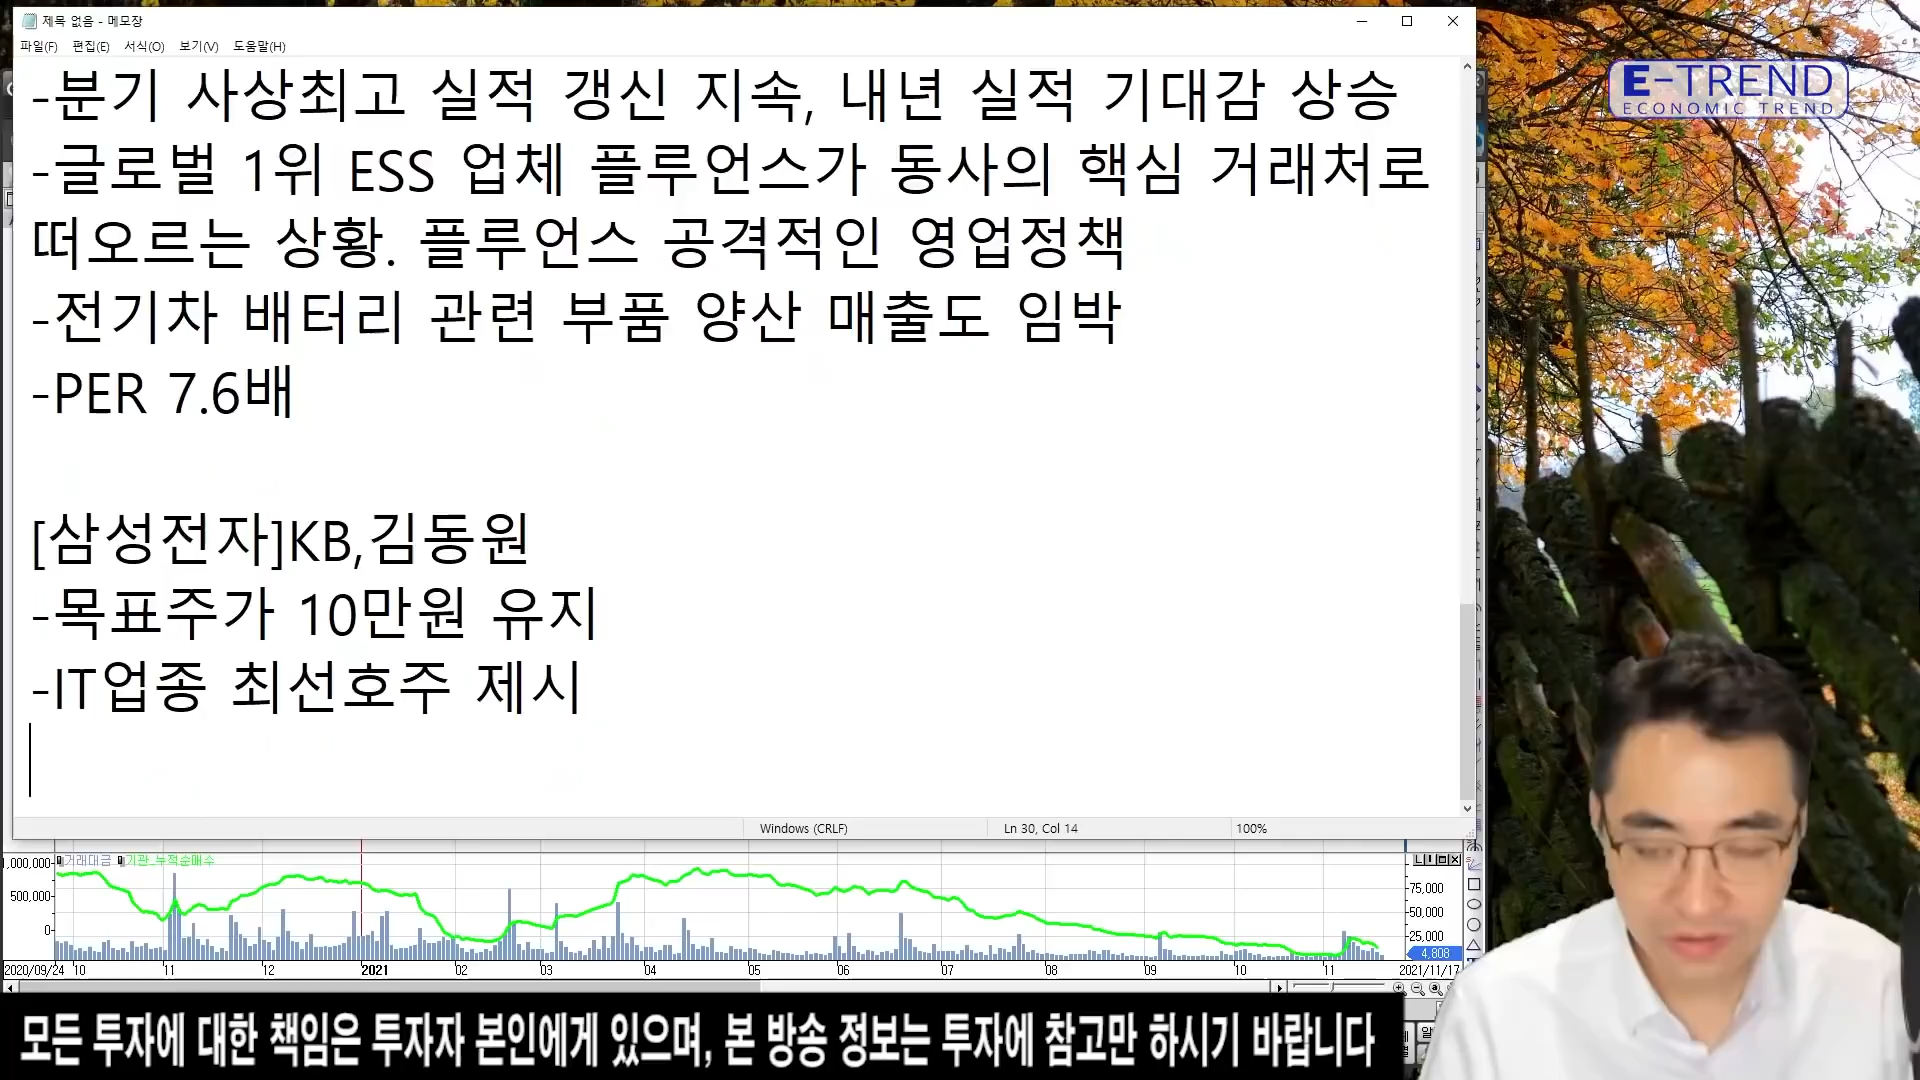 제목 없음 - 메모장
파일(F) 편집(E) 서식(O) 보기(V) 도움말(H)
-분기 사상최고 실적 갱신 지속, 내년 실적 기대감 상승
-글로벌 1위 ESS 업체 플루언스가 동사의 핵심 거래처로
떠오르는 상황. 플루언스 공격적인 영업정책
-전기차 배터리 관련 부품 양산 매출도 임박
-PER 7.6배
[삼성전자]KB,김동원
-목표주가 10만원 유지
-IT업종 최선호주 제시
Windows (CRLF) Ln 30, Col 14 100%
E-TREND
ECONOMIC TREND
거래대금 기관_누적순매수
1,000,000
500,000
0
75,000
50,000
25,000
4,808
2020/09/24 10 11 12 2021 02 03 04 05 06 07 08 09 10 11 2021/11/17
모든 투자에 대한 책임은 투자자 본인에게 있으며, 본 방송 정보는 투자에 참고만 하시기 바랍니다